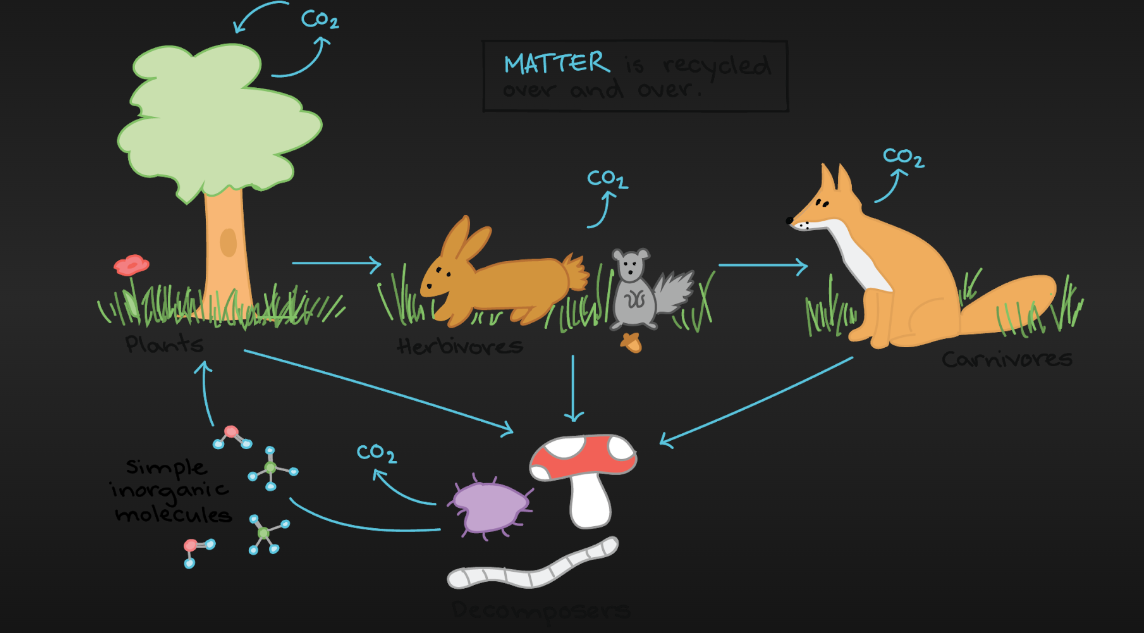 CO₂
MATTER is recycled
over and over.
CO₂
CO₂
Plants
Herbivores
Carnivores
CO₂
Simple
inorganic
molecules
Decomposers